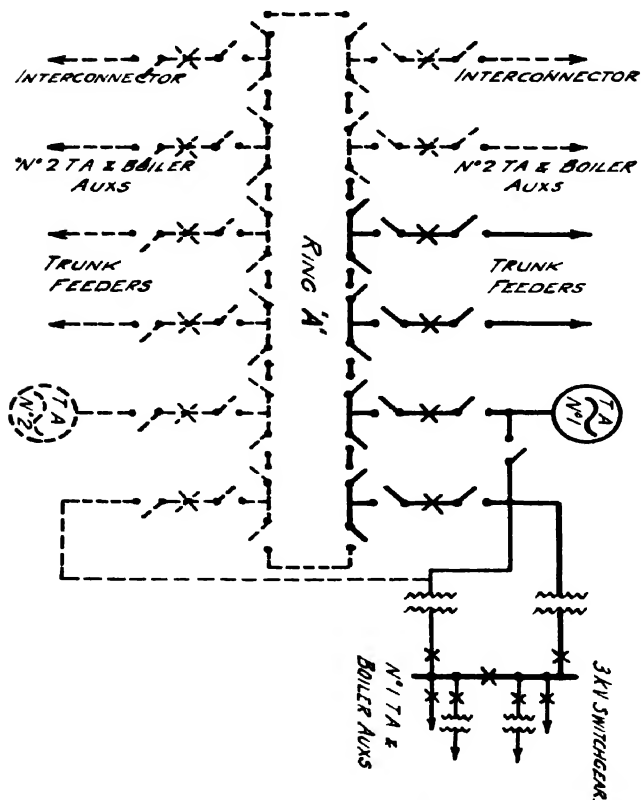 INTERCONNECTOR
INTERCONNECTOR
"Nº 2 TA & BOILER
AUXS
Nº 2 TA & BOILER
AUXS
TRUNK
FEEDERS
RING 'A'
TRUNK
FEEDERS
TA
Nº2
TA
Nº1
Nº1 TA &
BOILER AUXS
3KV SWITCHGEAR.